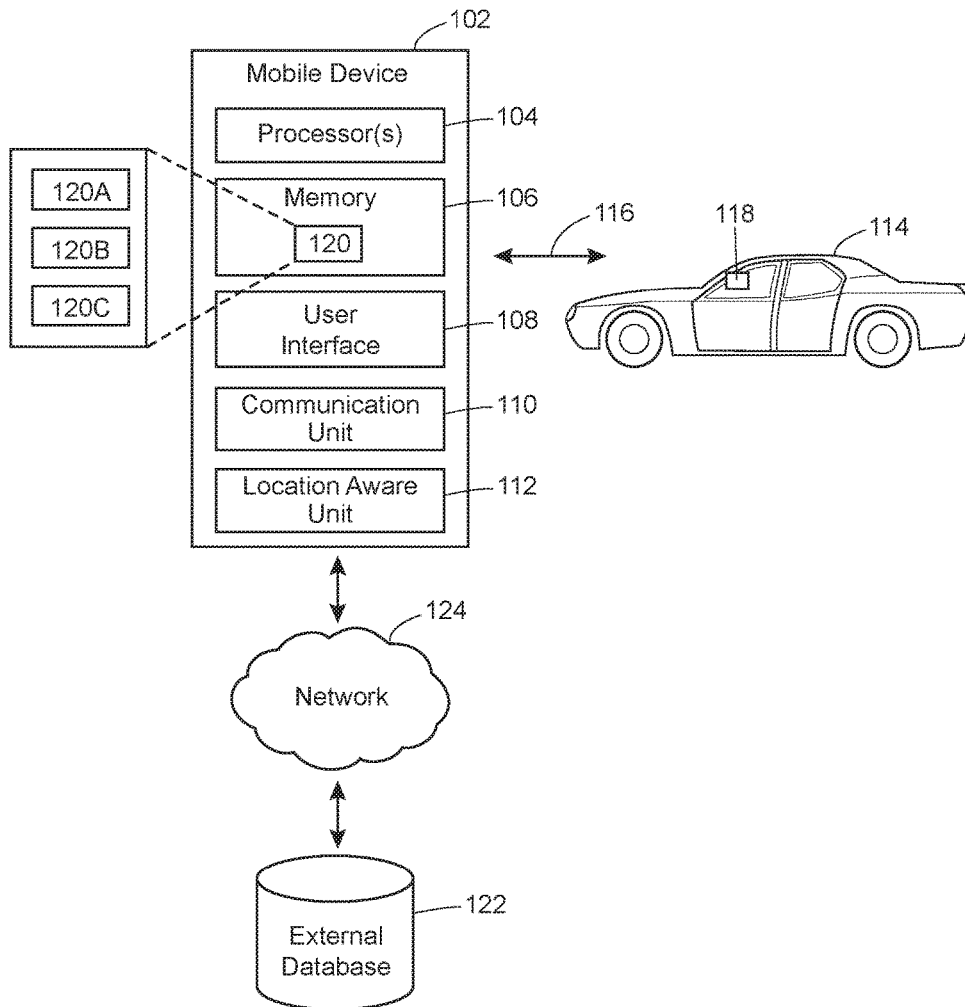 102
Mobile Device
Processor(s)
104
Memory
106
120
120A
120B
120C
116
118
114
User
Interface
108
Communication
Unit
110
Location Aware
Unit
112
124
Network
External
Database
122